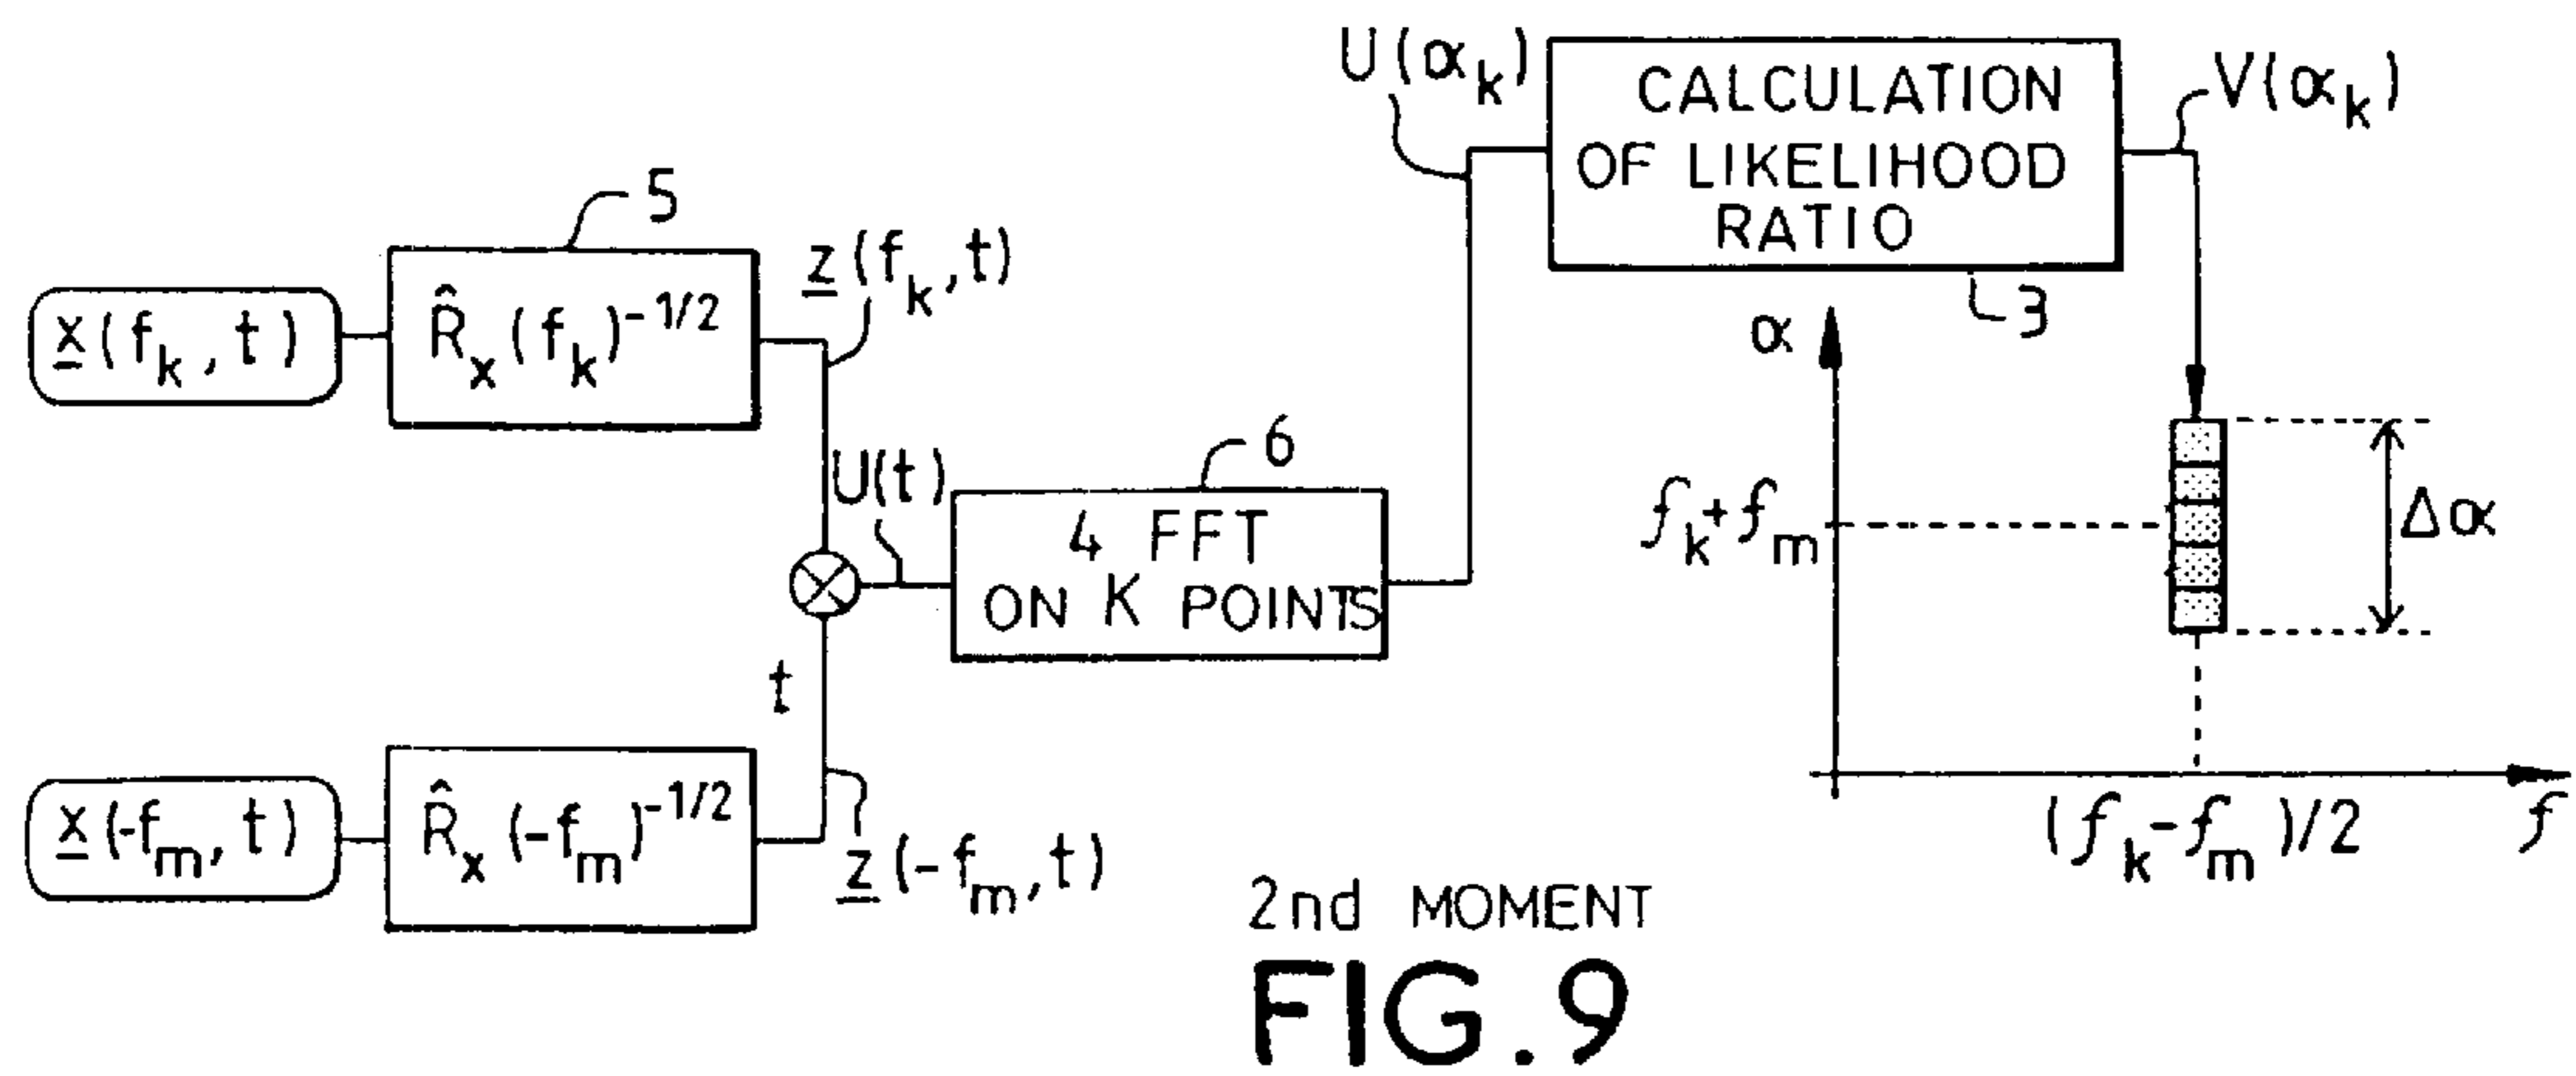 U(αₖ)
CALCULATION
OF LIKELIHOOD
RATIO
V(αₖ)
3
5
x(fₖ,t)
R̂ₓ(fₖ)⁻¹/²
z(fₖ,t)
U(t)
6
4 FFT
ON K POINTS
t
x(-fₘ,t)
R̂ₓ(-fₘ)⁻¹/²
z(-fₘ,t)
α
fₖ+fₘ
Δα
(fₖ-fₘ)/2
f
2nd MOMENT
FIG.9